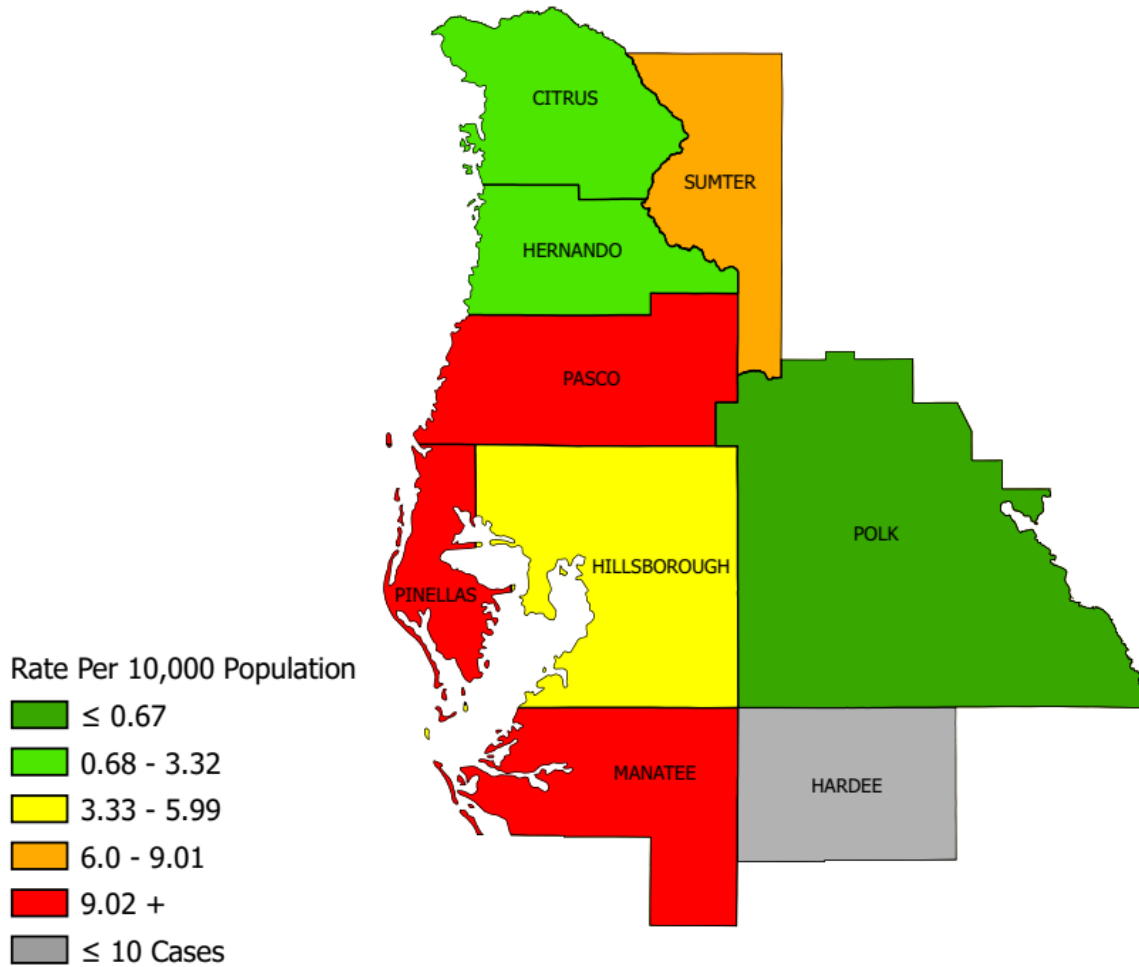 CITRUS
SUMTER
HERNANDO
PASCO
POLK
HILLSBOROUGH
PINELLAS
MANATEE
HARDEE
Rate Per 10,000 Population
≤ 0.67
0.68 - 3.32
3.33 - 5.99
6.0 - 9.01
9.02 +
≤ 10 Cases